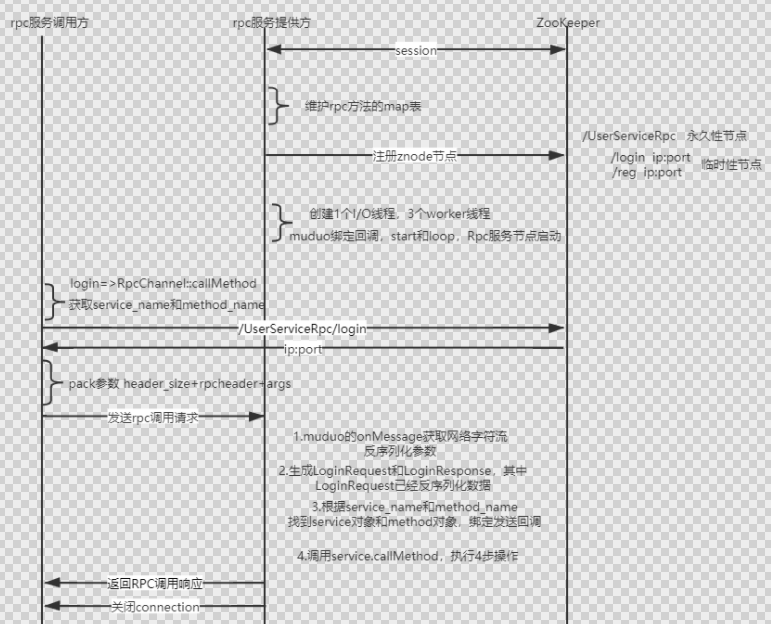 rpc服务调用方
rpc服务提供方
ZooKeeper
session
维护rpc方法的map表
注册znode节点
/UserServiceRpc 永久性节点
/login ip:port
/reg ip:port
临时性节点
创建1个I/O线程，3个worker线程
muduo绑定回调，start和loop，Rpc服务节点启动
login=>RpcChannel::callMethod
获取service_name和method_name
/UserServiceRpc/login
ip:port
pack参数 header_size+rpcheader+args
发送rpc调用请求
1.muduo的onMessage获取网络字符流
反序列化参数
2.生成LoginRequest和LoginResponse，其中
LoginRequest已经反序列化数据
3.根据service_name和method_name
找到service对象和method对象，绑定发送回调
4.调用service.callMethod，执行4步操作
返回RPC调用响应
关闭connection